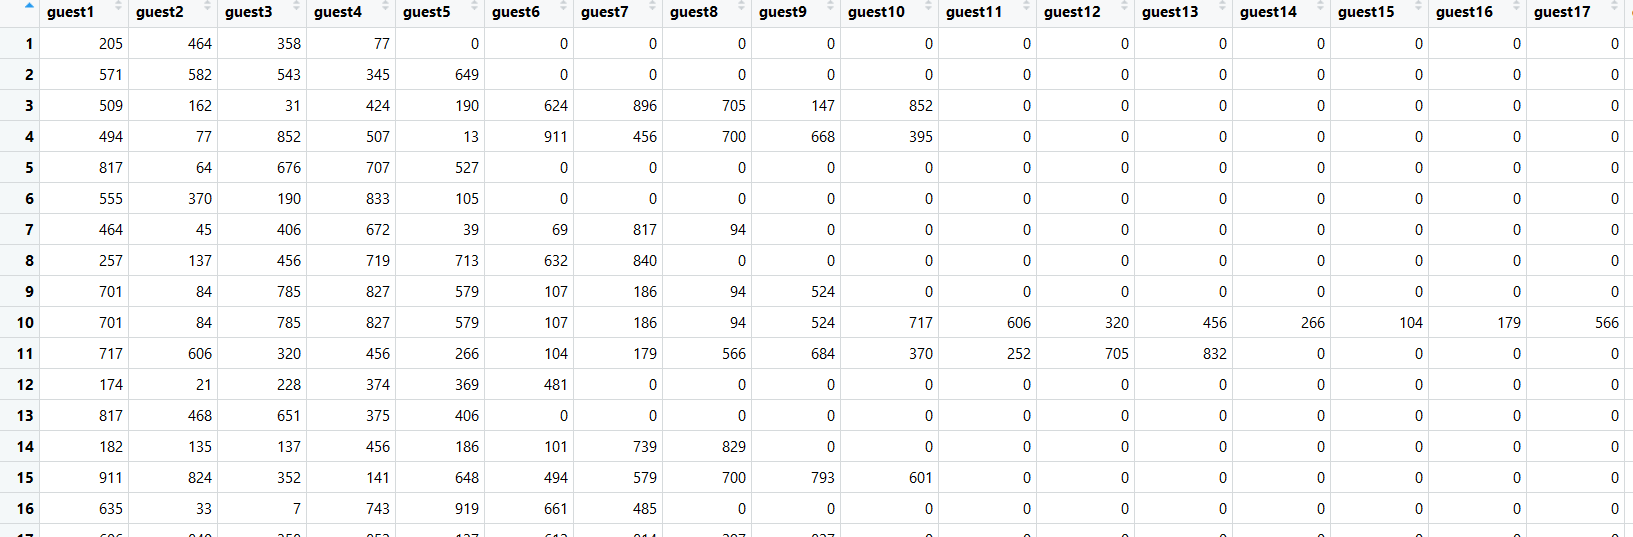 guest1 guest2 guest3 guest4 guest5 guest6 guest7 guest8 guest9 guest10 guest11 guest12 guest13 guest14 guest15 guest16 guest17
1 205 464 358 77 0 0 0 0 0 0 0 0 0 0 0 0 0
2 571 582 543 345 649 0 0 0 0 0 0 0 0 0 0 0 0
3 509 162 31 424 190 624 896 705 147 852 0 0 0 0 0 0 0
4 494 77 852 507 13 911 456 700 668 395 0 0 0 0 0 0 0
5 817 64 676 707 527 0 0 0 0 0 0 0 0 0 0 0 0
6 555 370 190 833 105 0 0 0 0 0 0 0 0 0 0 0 0
7 464 45 406 672 39 69 817 94 0 0 0 0 0 0 0 0 0
8 257 137 456 719 713 632 840 0 0 0 0 0 0 0 0 0 0
9 701 84 785 827 579 107 186 94 524 0 0 0 0 0 0 0 0
10 701 84 785 827 579 107 186 94 524 717 606 320 456 266 104 179 566
11 717 606 320 456 266 104 179 566 684 370 252 705 832 0 0 0 0
12 174 21 228 374 369 481 0 0 0 0 0 0 0 0 0 0 0
13 817 468 651 375 406 0 0 0 0 0 0 0 0 0 0 0 0
14 182 135 137 456 186 101 739 829 0 0 0 0 0 0 0 0 0
15 911 824 352 141 648 494 579 700 793 601 0 0 0 0 0 0 0
16 635 33 7 743 919 661 485 0 0 0 0 0 0 0 0 0 0